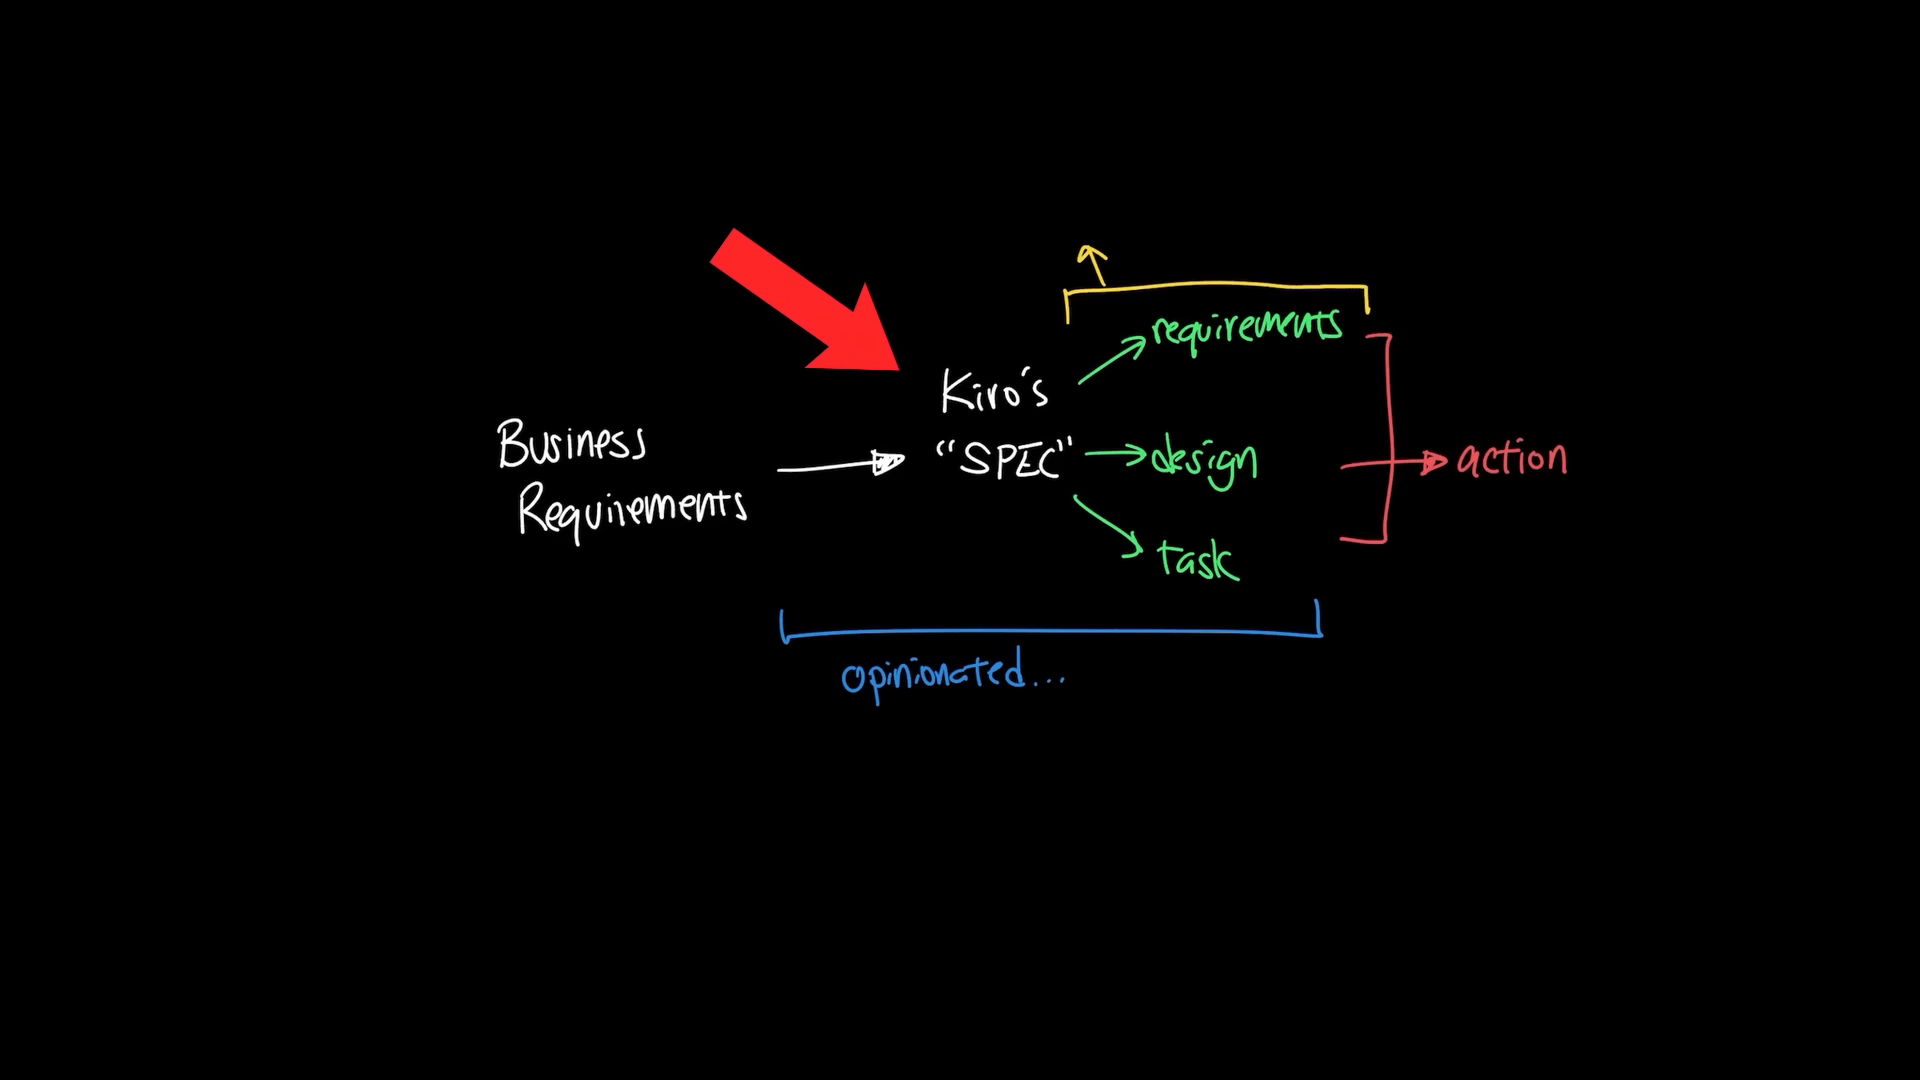 Business
Requirements
Kiro's
"SPEC"
requirements
design
task
action
opinionated...